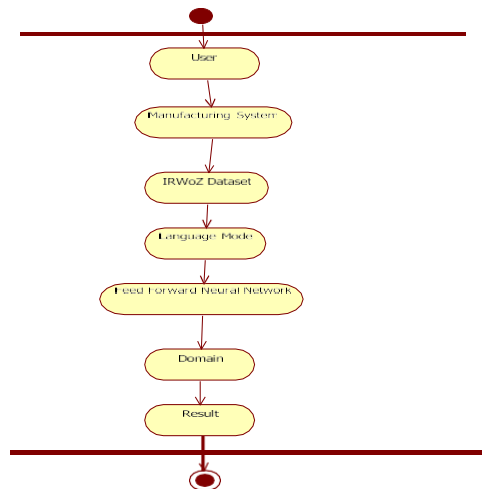 User
Manufacturing System
IRWoZ Dataset
Language Mode
Feed Forward Neural Network
Domain
Result